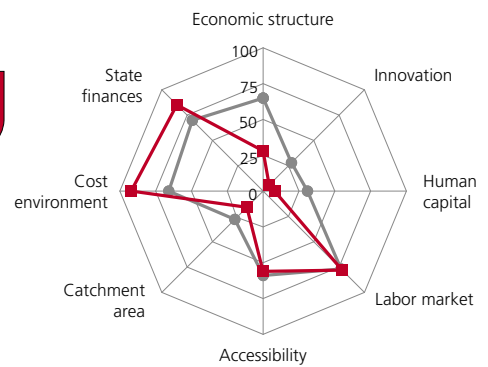 Economic structure
100
75
50
25
0
State
finances
Innovation
Cost
environment
Human
capital
Catchment
area
Labor market
Accessibility